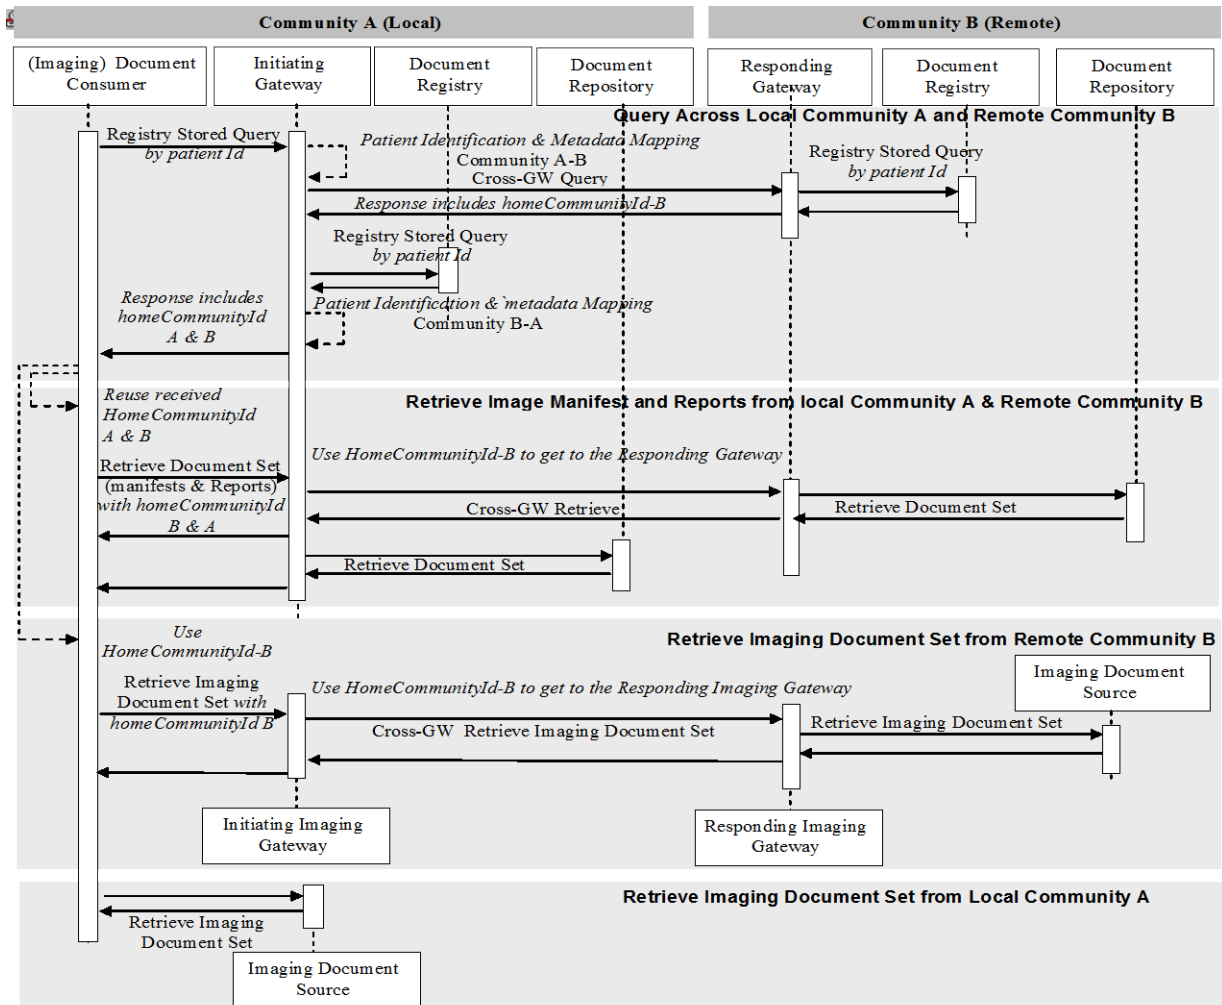 Community A (Local)
Community B (Remote)
(Imaging) Document
Consumer
Initiating
Gateway
Document
Registry
Document
Repository
Responding
Gateway
Document
Registry
Document
Repository
Query Across Local Community A and Remote Community B
Registry Stored Query
by patient Id
Patient Identification & Metadata Mapping
Community A-B
Cross-GW Query
Registry Stored Query
by patient Id
Response includes homeCommunityId-B
Registry Stored Query
by patient Id
Response includes
homeCommunityId
A & B
Patient Identification &`metadata Mapping
Community B-A
Reuse received
HomeCommunityId
A & B
Retrieve Image Manifest and Reports from local Community A & Remote Community B
Retrieve Document Set
(manifests & Reports)
with homeCommunityId
B & A
Use HomeCommunityId-B to get to the Responding Gateway
Cross-GW Retrieve
Retrieve Document Set
Retrieve Document Set
Use
HomeCommunityId-B
Retrieve Imaging Document Set from Remote Community B
Imaging Document
Source
Retrieve Imaging
Document Set with
homeCommunityId B
Use HomeCommunityId-B to get to the Responding Imaging Gateway
Cross-GW Retrieve Imaging Document Set
Retrieve Imaging Document Set
Initiating Imaging
Gateway
Responding Imaging
Gateway
Retrieve Imaging Document Set from Local Community A
Retrieve Imaging
Document Set
Imaging Document
Source